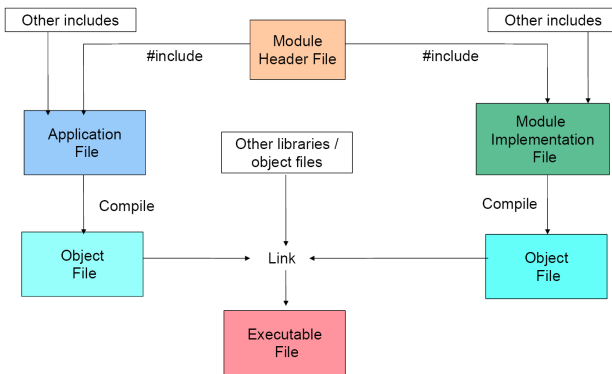 Other includes
Module
Header File
Other includes
#include
#include
Application
File
Other libraries /
object files
Module
Implementation
File
Compile
Compile
Object
File
Link
Object
File
Executable
File